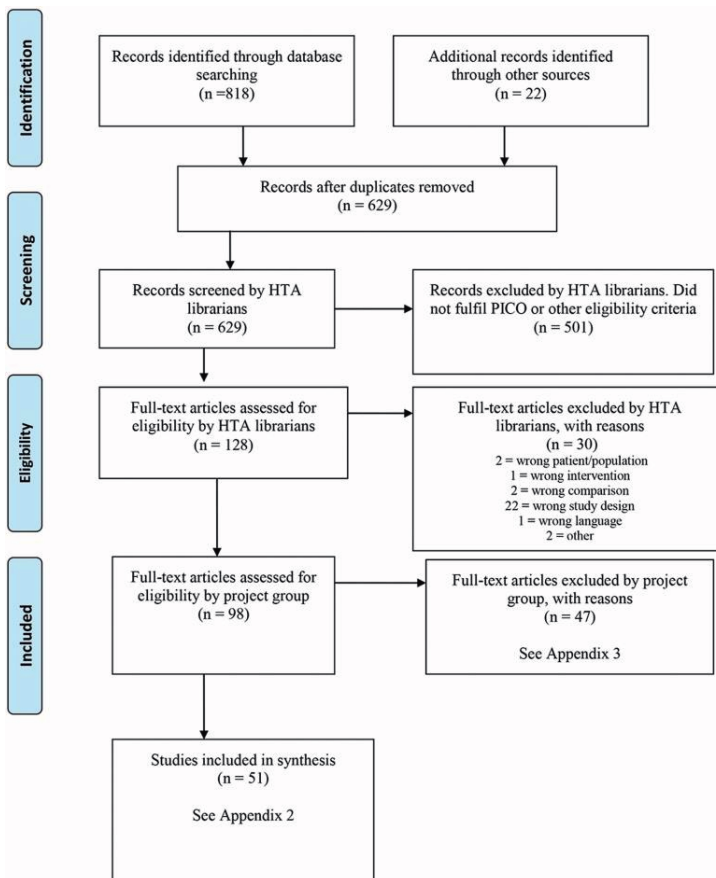 Identification
Records identified through database
searching
(n =818)
Additional records identified
through other sources
(n = 22)
Records after duplicates removed
(n = 629)
Screening
Records screened by HTA
librarians
(n = 629)
Records excluded by HTA librarians. Did
not fulfil PICO or other eligibility criteria
(n = 501)
Eligibility
Full-text articles assessed for
eligibility by HTA librarians
(n = 128)
Full-text articles excluded by HTA
librarians, with reasons
(n = 30)
2 = wrong patient/population
1 = wrong intervention
2 = wrong comparison
22 = wrong study design
1 = wrong language
2 = other
Included
Full-text articles assessed for
eligibility by project group
(n = 98)
Full-text articles excluded by project
group, with reasons
(n = 47)
See Appendix 3
Studies included in synthesis
(n = 51)
See Appendix 2